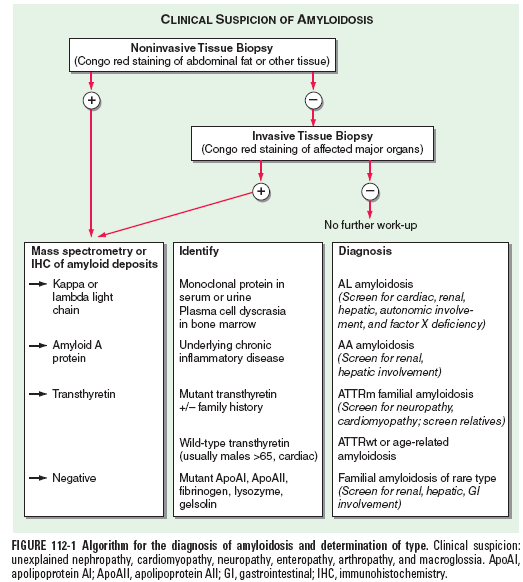 CLINICAL SUSPICION OF AMYLOIDOSIS
Noninvasive Tissue Biopsy
(Congo red staining of abdominal fat or other tissue)
+
–
Invasive Tissue Biopsy
(Congo red staining of affected major organs)
+
–
No further work-up
Mass spectrometry or
IHC of amyloid deposits
Kappa or
lambda light
chain
Amyloid A
protein
Transthyretin
Negative
Identify
Monoclonal protein in
serum or urine
Plasma cell dyscrasia
in bone marrow
Underlying chronic
inflammatory disease
Mutant transthyretin
+/– family history
Wild-type transthyretin
(usually males >65, cardiac)
Mutant ApoAI, ApoAII,
fibrinogen, lysozyme,
gelsolin
Diagnosis
AL amyloidosis
(Screen for cardiac, renal,
hepatic, autonomic involve-
ment, and factor X deficiency)
AA amyloidosis
(Screen for renal,
hepatic involvement)
ATTRm familial amyloidosis
(Screen for neuropathy,
cardiomyopathy; screen relatives)
ATTRwt or age-related
amyloidosis
Familial amyloidosis of rare type
(Screen for renal, hepatic, GI
involvement)
FIGURE 112-1 Algorithm for the diagnosis of amyloidosis and determination of type. Clinical suspicion:
unexplained nephropathy, cardiomyopathy, neuropathy, enteropathy, arthropathy, and macroglossia. ApoAI,
apolipoprotein AI; ApoAII, apolipoprotein AII; GI, gastrointestinal; IHC, immunohistochemistry.